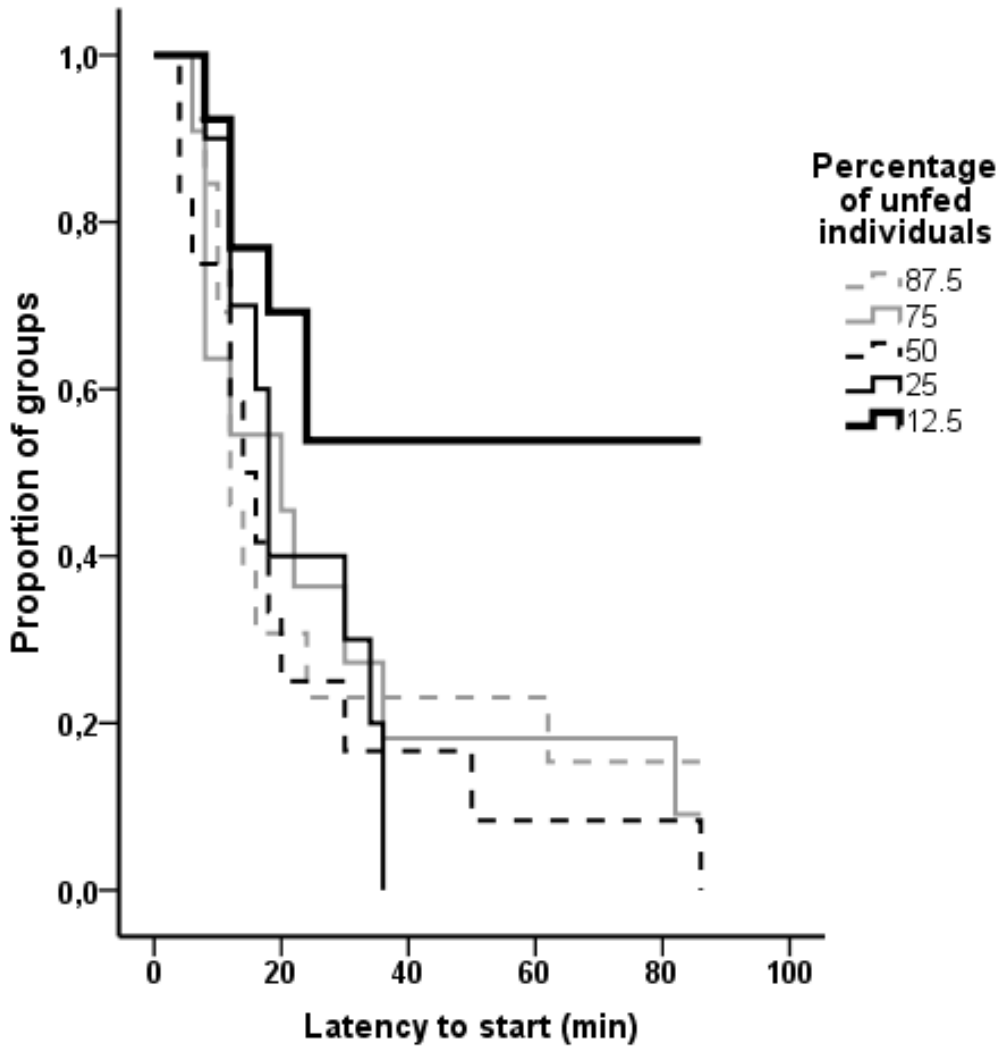 1,0
0,8
0,6
0,4
0,2
0,0
Proportion of groups
0 20 40 60 80 100
Latency to start (min)
Percentage
of unfed
individuals
87.5
75
50
25
12.5